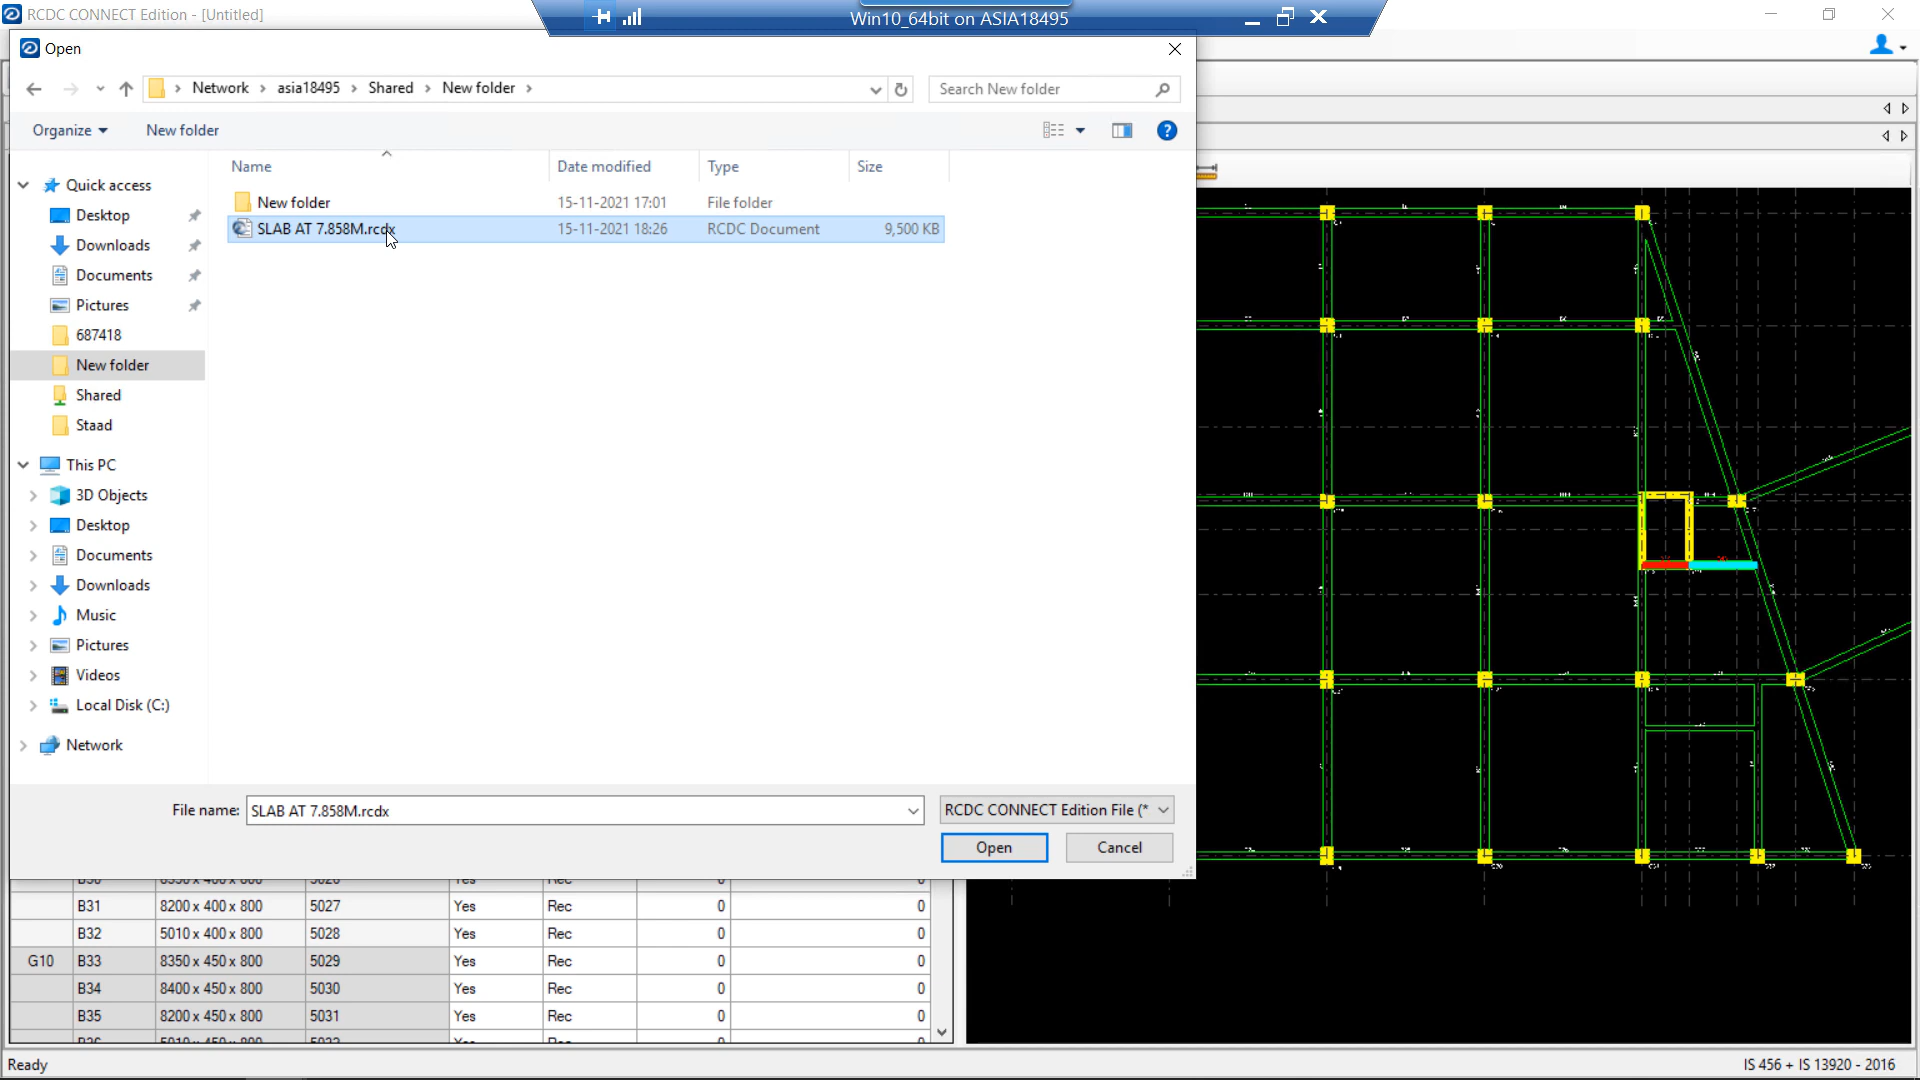 RCDC CONNECT Edition - [Untitled]
Win10_64bit on ASIA18495
Open
Network
asia18495
Shared
New folder
Search New folder
Organize
New folder
Name
Date modified
Type
Size
New folder
15-11-2021 17:01
File folder
SLAB AT 7.858M.rcdx
15-11-2021 18:26
RCDC Document
9,500 KB
Quick access
Desktop
Downloads
Documents
Pictures
687418
New folder
Shared
Staad
This PC
3D Objects
Desktop
Documents
Downloads
Music
Pictures
Videos
Local Disk (C:)
Network
File name:
SLAB AT 7.858M.rcdx
RCDC CONNECT Edition File (*
Open
Cancel
B31 8200 x 400 x 800 5027 Yes Rec 0 0
B32 5010 x 400 x 800 5028 Yes Rec 0 0
G10 B33 8350 x 450 x 800 5029 Yes Rec 0 0
B34 8400 x 450 x 800 5030 Yes Rec 0 0
B35 8200 x 450 x 800 5031 Yes Rec 0 0
Ready
IS 456 + IS 13920 - 2016